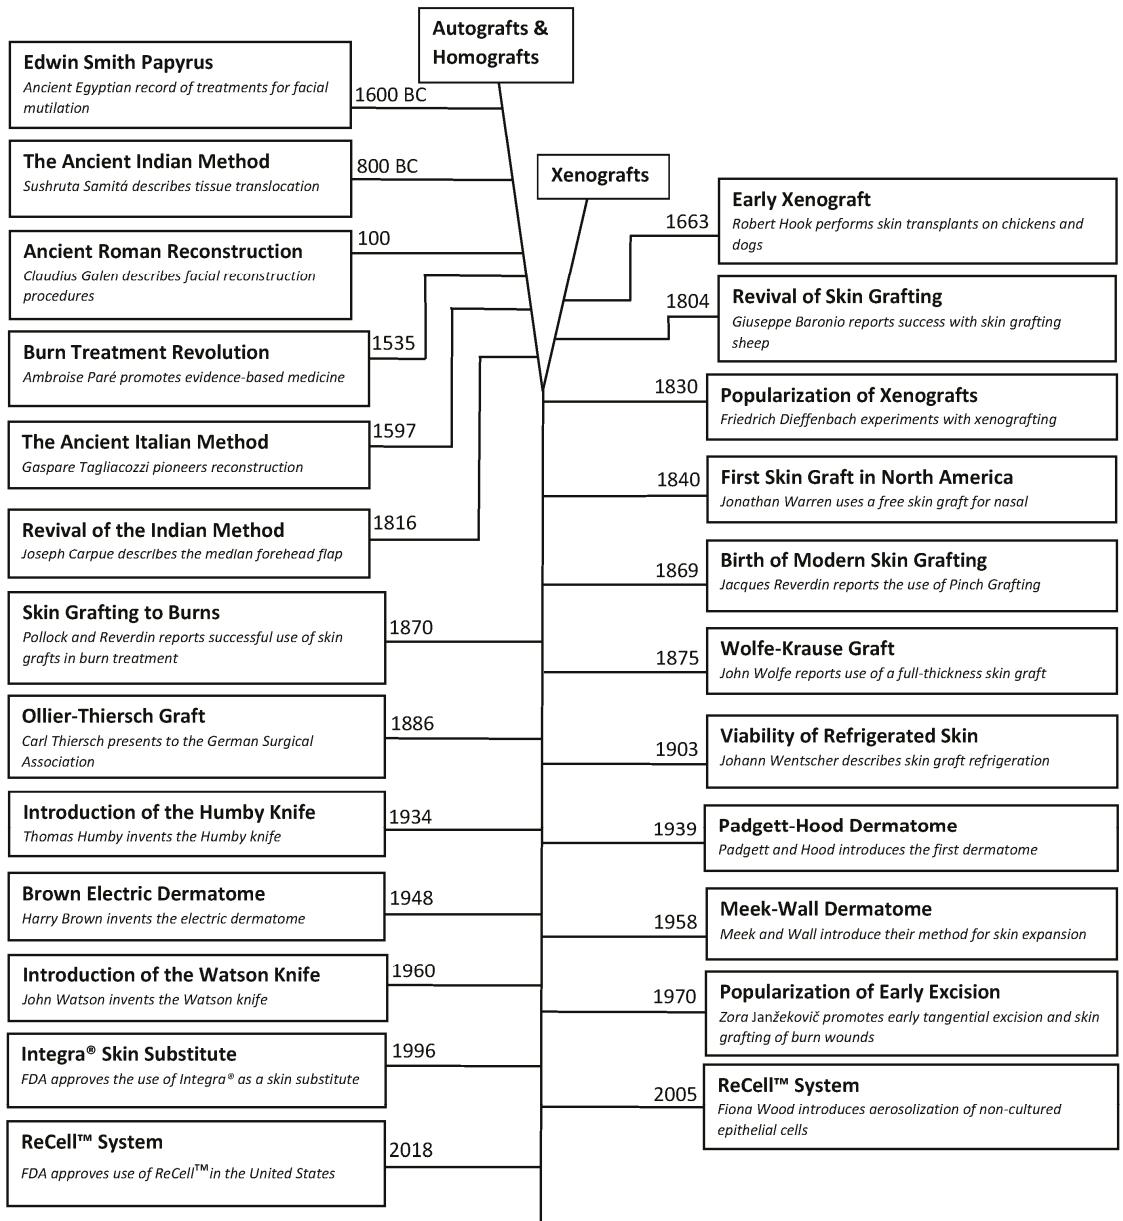 Autografts &
Homografts
Edwin Smith Papyrus
Ancient Egyptian record of treatments for facial
mutilation
1600 BC
The Ancient Indian Method
Sushruta Samitá describes tissue translocation
800 BC
Xenografts
Ancient Roman Reconstruction
Claudius Galen describes facial reconstruction
procedures
100
Early Xenograft
Robert Hook performs skin transplants on chickens and
dogs
1663
Revival of Skin Grafting
Giuseppe Baronio reports success with skin grafting
sheep
1804
Burn Treatment Revolution
Ambroise Paré promotes evidence-based medicine
1535
Popularization of Xenografts
Friedrich Dieffenbach experiments with xenografting
1830
The Ancient Italian Method
Gaspare Tagliacozzi pioneers reconstruction
1597
First Skin Graft in North America
Jonathan Warren uses a free skin graft for nasal
1840
Revival of the Indian Method
Joseph Carpue describes the median forehead flap
1816
Birth of Modern Skin Grafting
Jacques Reverdin reports the use of Pinch Grafting
1869
Skin Grafting to Burns
Pollock and Reverdin reports successful use of skin
grafts in burn treatment
1870
Wolfe-Krause Graft
John Wolfe reports use of a full-thickness skin graft
1875
Ollier-Thiersch Graft
Carl Thiersch presents to the German Surgical
Association
1886
Viability of Refrigerated Skin
Johann Wentscher describes skin graft refrigeration
1903
Introduction of the Humby Knife
Thomas Humby invents the Humby knife
1934
Padgett-Hood Dermatome
Padgett and Hood introduces the first dermatome
1939
Brown Electric Dermatome
Harry Brown invents the electric dermatome
1948
Meek-Wall Dermatome
Meek and Wall introduce their method for skin expansion
1958
Introduction of the Watson Knife
John Watson invents the Watson knife
1960
Popularization of Early Excision
Zora Janžekovič promotes early tangential excision and skin
grafting of burn wounds
1970
Integra® Skin Substitute
FDA approves the use of Integra® as a skin substitute
1996
ReCell™ System
Fiona Wood introduces aerosolization of non-cultured
epithelial cells
2005
ReCell™ System
FDA approves use of ReCell™ in the United States
2018